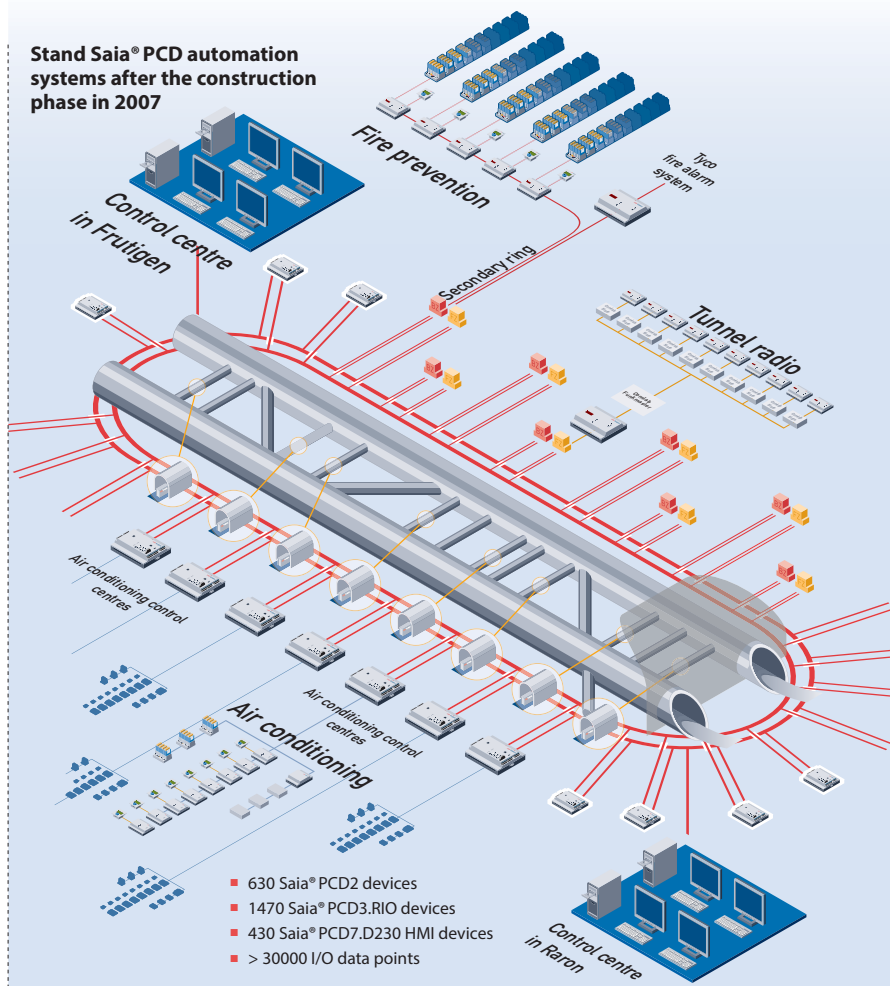 Stand Saia® PCD automation
systems after the construction
phase in 2007
Control centre
in Frutigen
Fire prevention
Tyco
fire alarm
system
Secondary ring
Tunnel radio
Air-conditioning control
centres
Air-conditioning control
centres
Air conditioning
630 Saia® PCD2 devices
1470 Saia® PCD3.RIO devices
430 Saia® PCD7.D230 HMI devices
> 30000 I/O data points
Control centre
in Raron